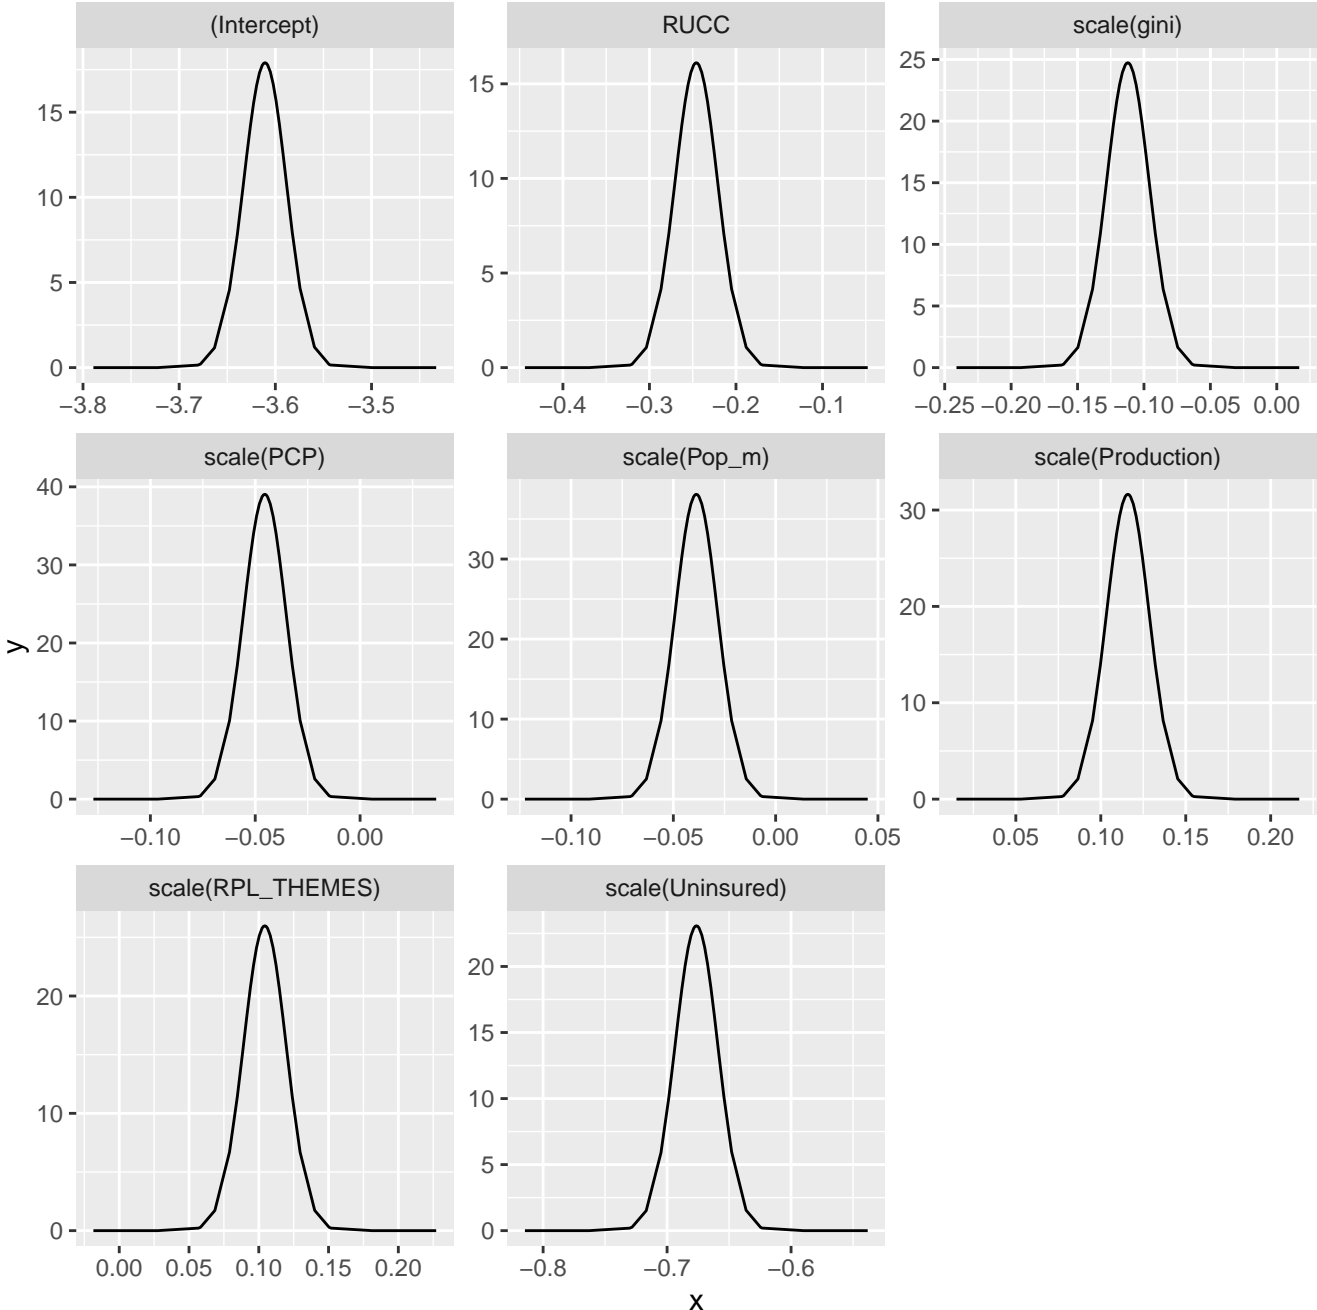 (Intercept) RUCC scale(gini)
15
10
5
0
−3.8 −3.7 −3.6 −3.5
15
10
5
0
−0.4 −0.3 −0.2 −0.1
25
20
15
10
5
0
−0.25 −0.20 −0.15 −0.10 −0.05 0.00
scale(PCP) scale(Pop_m) scale(Production)
40
30
20
10
0
−0.10 −0.05 0.00
30
20
10
0
−0.10 −0.05 0.00 0.05
30
20
10
0
0.05 0.10 0.15 0.20
y
scale(RPL_THEMES) scale(Uninsured)
20
10
0
0.00 0.05 0.10 0.15 0.20
20
15
10
5
0
−0.8 −0.7 −0.6
x